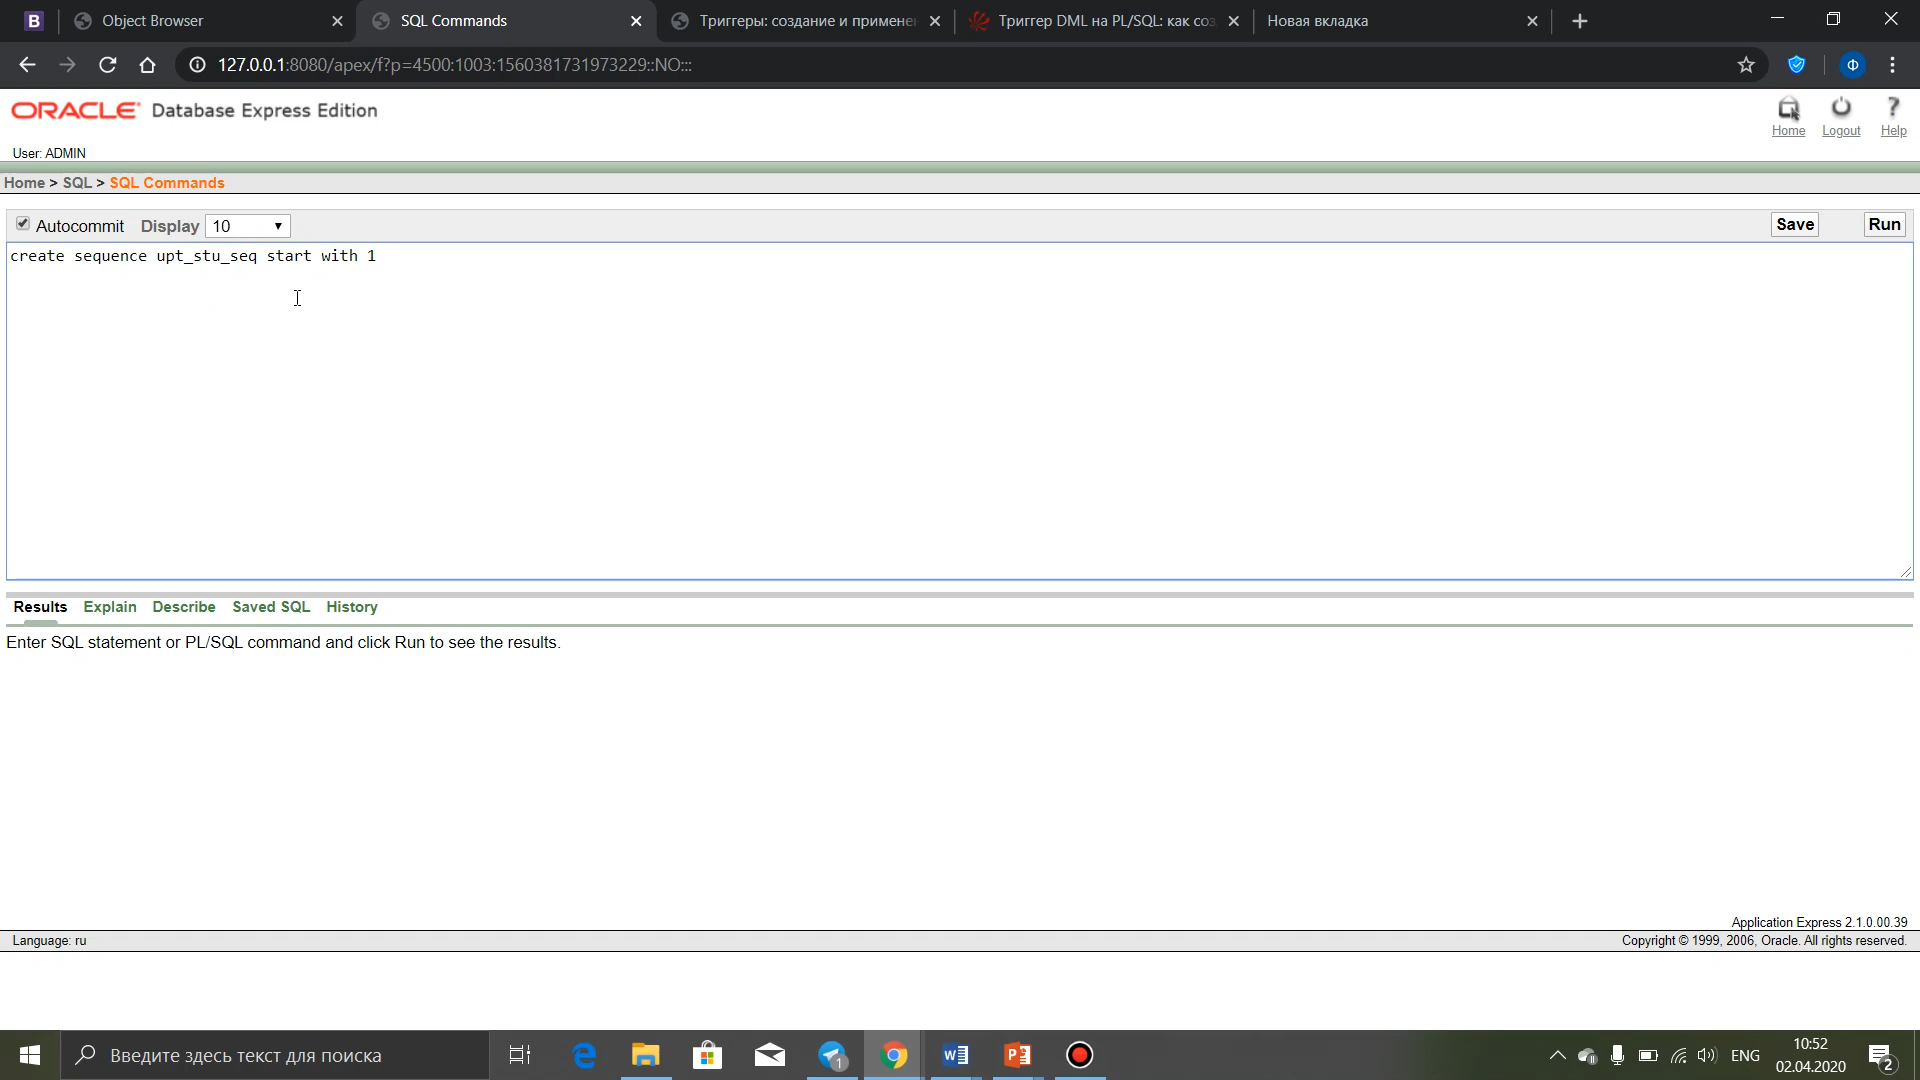 B
Object Browser
SQL Commands
Триггеры: создание и примене
Триггер DML на PL/SQL: как соз
Новая вкладка
127.0.0.1:8080/apex/f?p=4500:1003:1560381731973229::NO:::
Ф
ORACLE Database Express Edition
Home
Logout
? Help
User: ADMIN
Home > SQL > SQL Commands
Autocommit
Display 10
Save
Run
create sequence upt_stu_seq start with 1
Results
Explain
Describe
Saved SQL
History
Enter SQL statement or PL/SQL command and click Run to see the results.
Application Express 2.1.0.00.39
Language: ru
Copyright © 1999, 2006, Oracle. All rights reserved.
Введите здесь текст для поиска
1
ENG
10:52
02.04.2020
2